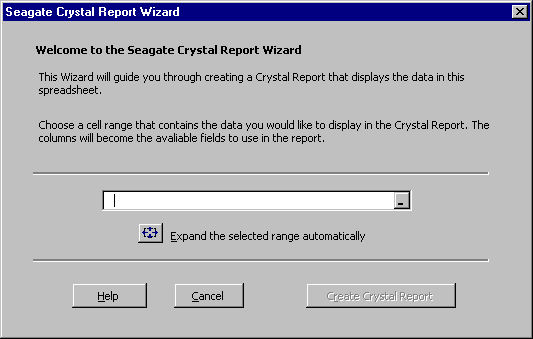 Seagate Crystal Report Wizard
Welcome to the Seagate Crystal Report Wizard
This Wizard will guide you through creating a Crystal Report that displays the data in this
spreadsheet.
Choose a cell range that contains the data you would like to display in the Crystal Report. The
columns will become the avaliable fields to use in the report.
Expand the selected range automatically
Help Cancel Create Crystal Report